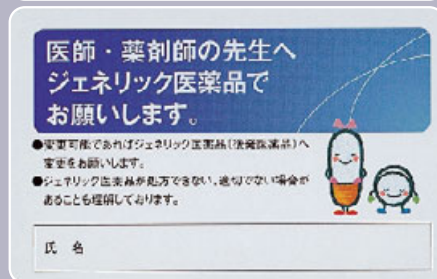 医師・薬剤師の先生へ
ジェネリック医薬品で
お願いします。
●変更可能であればジェネリック医薬品(後発医薬品)へ
変更をお願いします。
●ジェネリック医薬品が処方できない、適切でない場合が
あることも理解しております。
氏 名